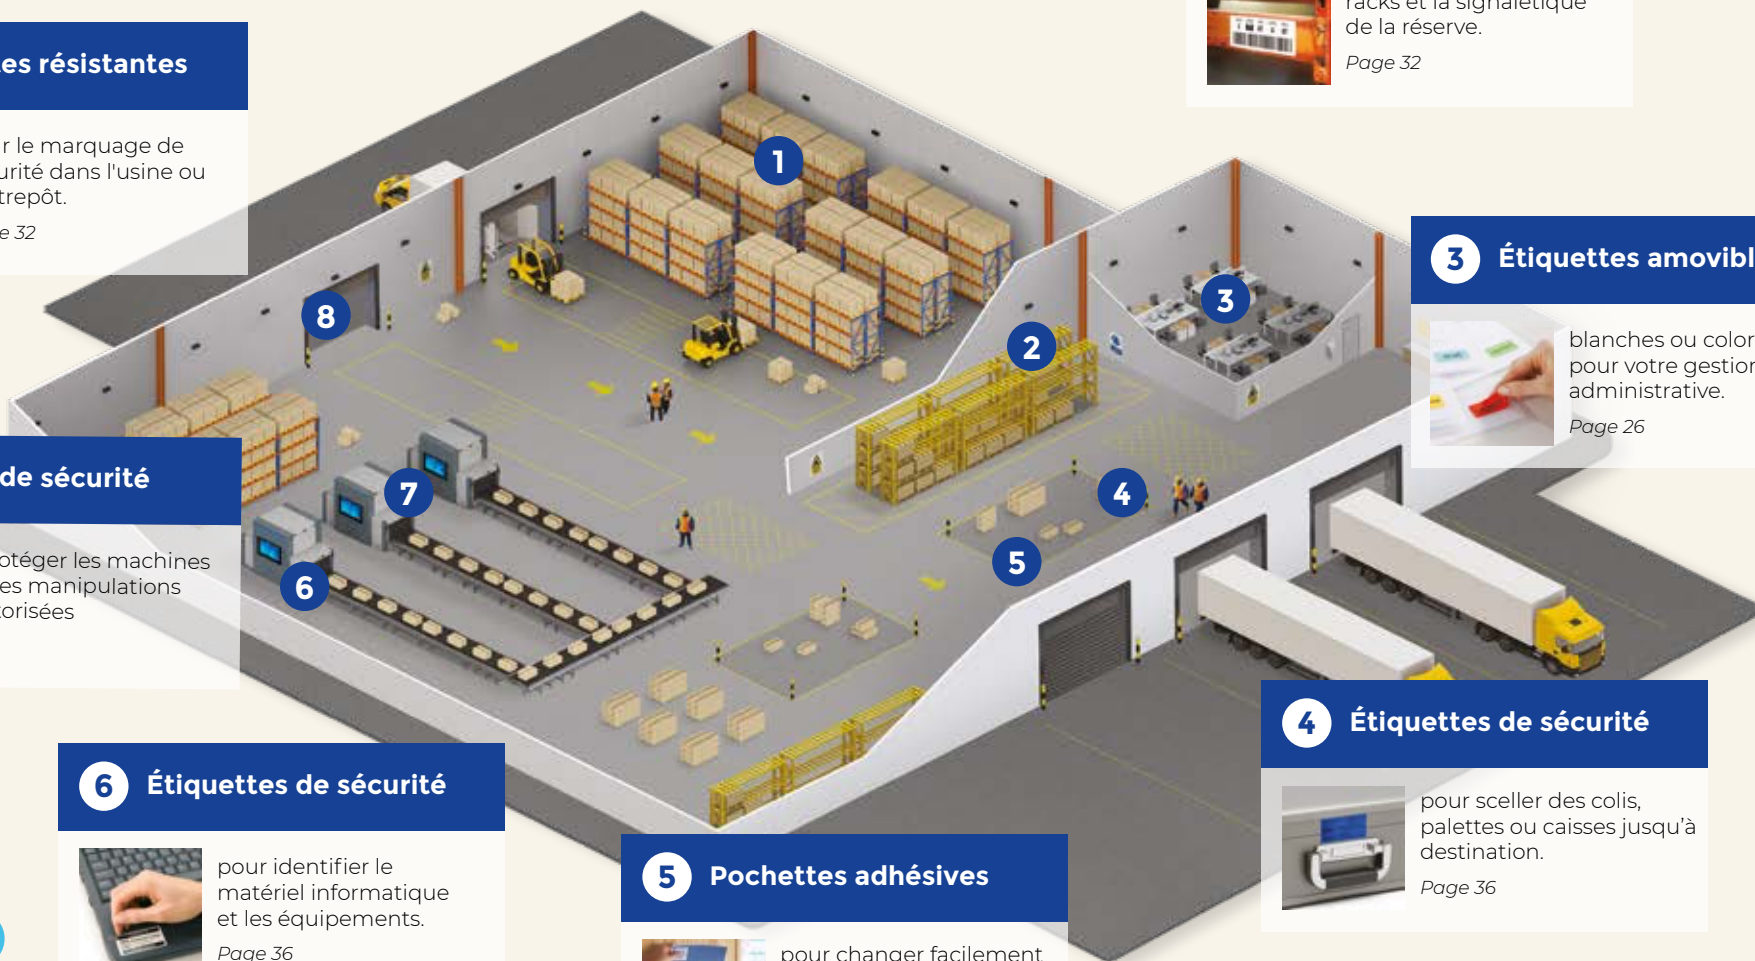 racks et la signalétique
de la réserve.
Page 32
es résistantes
r le marquage de
urité dans l'usine ou
trepôt.
e 32
1
2
3
4
5
6
7
8
3 Étiquettes amovibl
blanches ou color
pour votre gestion
administrative.
Page 26
de sécurité
otéger les machines
es manipulations
torisées
4 Étiquettes de sécurité
pour sceller des colis,
palettes ou caisses jusqu'à
destination.
Page 36
6 Étiquettes de sécurité
pour identifier le
matériel informatique
et les équipements.
Page 36
5 Pochettes adhésives
pour changer facilement